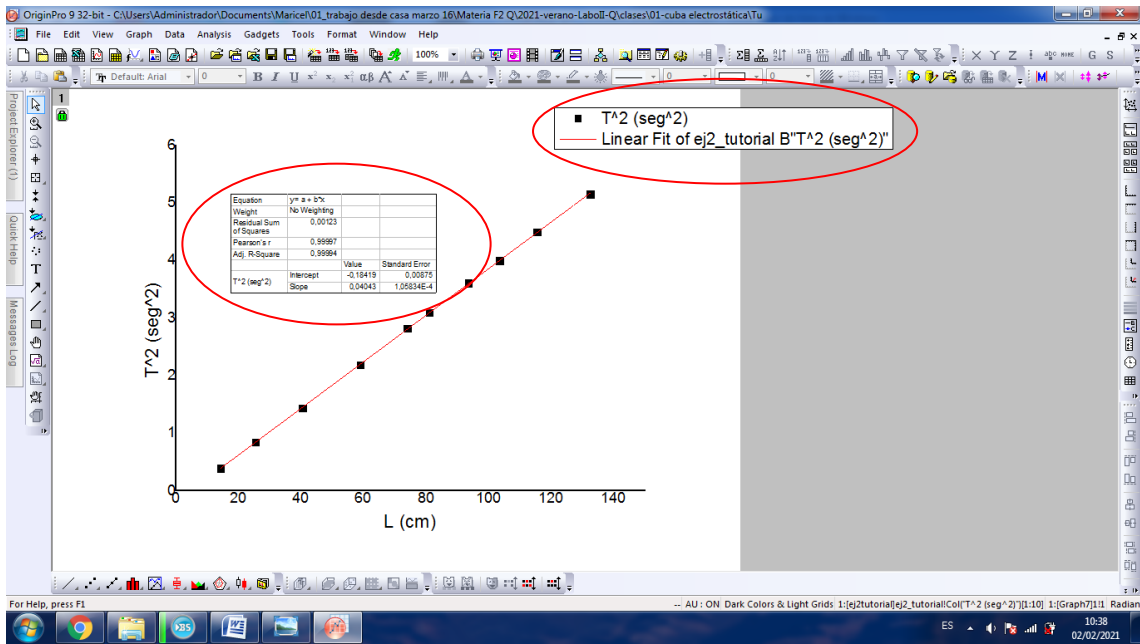 OriginPro 9 32-bit - C:\Users\Administrador\Documents\Maricel\01_trabajo desde casa marzo 16\Materia F2 Q\2021-verano-LaboII-Q\clases\01-cuba electrostática\Tu
File Edit View Graph Data Analysis Gadgets Tools Format Window Help
100%
X Y Z
G S
Default: Arial 0 B I U αβ A A
0 0
Project Explorer (1)
Quick Help
Messages Log
1
T^2 (seg^2)
Linear Fit of ej2_tutorial B"T^2 (seg^2)"
Equation y= a + b*x
Weight No Weighting
Residual Sum of Squares 0,00123
Pearson's r 0,99997
Adj. R-Square 0,99994
Value Standard Error
T^2 (seg^2) Intercept -0,18419 0,00875
Slope 0,04043 1,05834E-4
T^2 (seg^2)
6
5
4
3
2
1
0
0 20 40 60 80 100 120 140
L (cm)
For Help, press F1
-- AU : ON Dark Colors & Light Grids 1:[ej2tutorial]ej2_tutorial!Col("T^2 (seg^2)")[1:10] 1:[Graph7]1!1 Radian
ES
10:38
02/02/2021